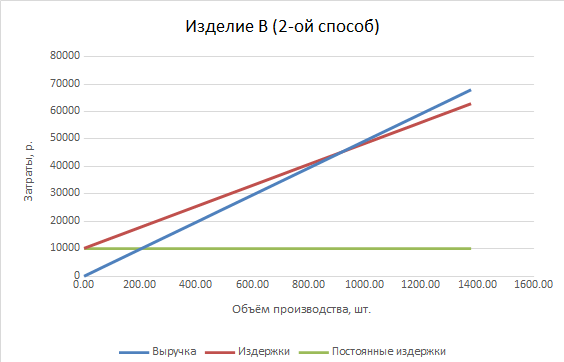 Изделие В (2-ой способ)
80000
70000
60000
50000
40000
30000
20000
10000
0
Затраты, р.
0.00 200.00 400.00 600.00 800.00 1000.00 1200.00 1400.00 1600.00
Объём производства, шт.
Выручка Издержки Постоянные издержки